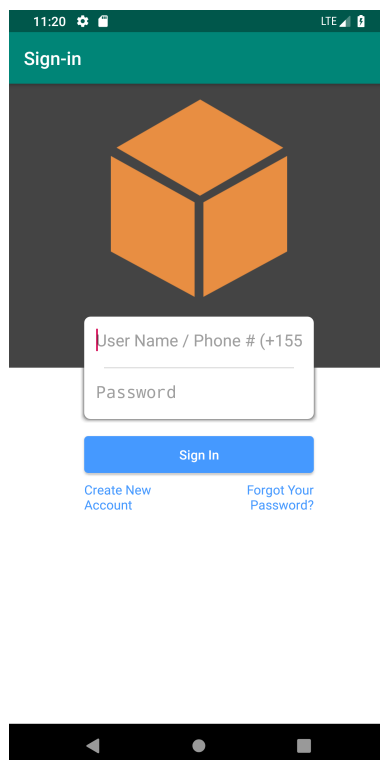 11:20 LTE
Sign-in
User Name / Phone # (+155
Password
Sign In
Create New
Account
Forgot Your
Password?